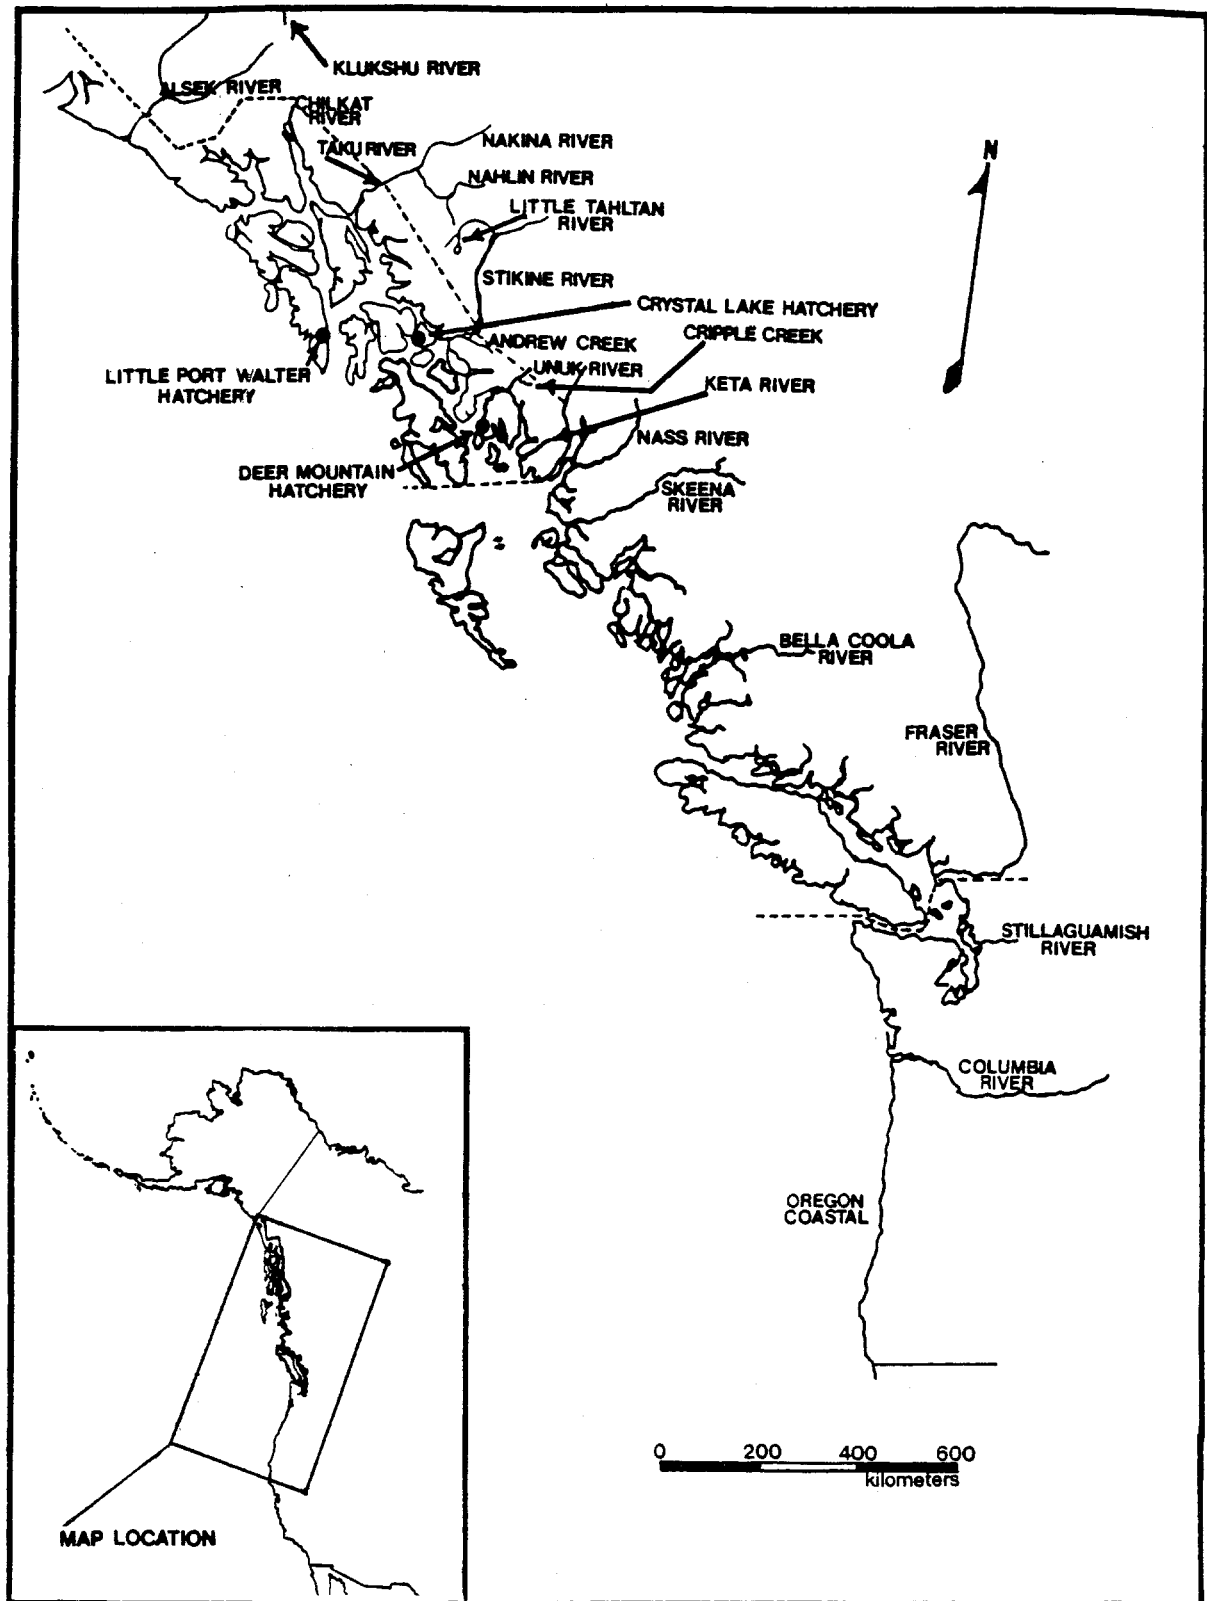 KLUKSHU RIVER
ALSEK RIVER
CHILKAT
RIVER
TAKU RIVER
NAKINA RIVER
NAHLIN RIVER
LITTLE TAHLTAN
RIVER
STIKINE RIVER
CRYSTAL LAKE HATCHERY
CRIPPLE CREEK
ANDREW CREEK
UNUK RIVER
LITTLE PORT WALTER
HATCHERY
KETA RIVER
NASS RIVER
DEER MOUNTAIN
HATCHERY
SKEENA
RIVER
N
BELLA COOLA
RIVER
FRASER
RIVER
STILLAGUAMISH
RIVER
COLUMBIA
RIVER
OREGON
COASTAL
0 200 400 600
kilometers
MAP LOCATION